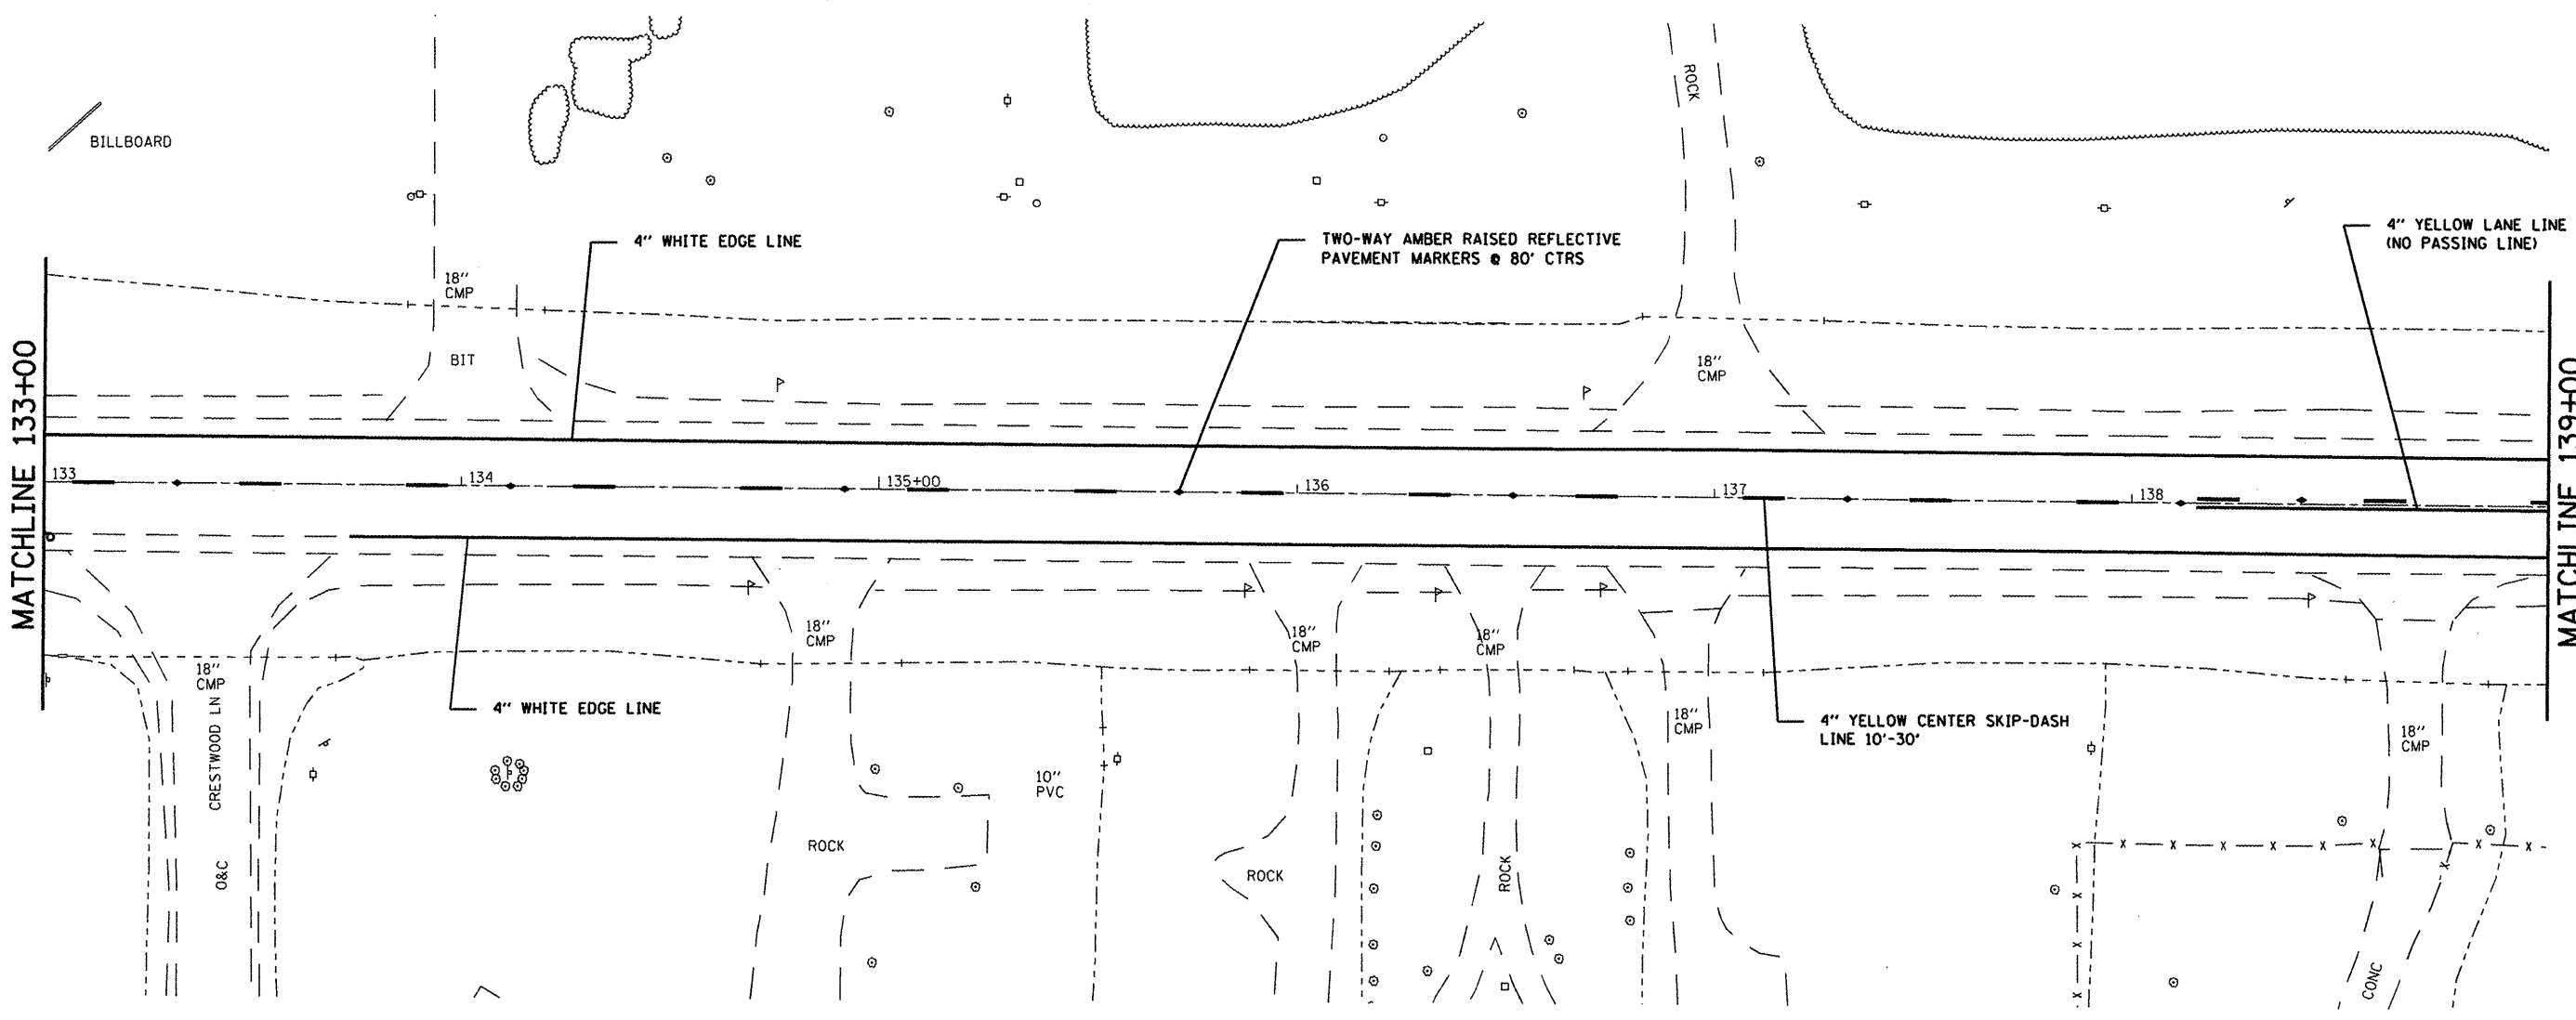 BILLBOARD
ROCK
4" WHITE EDGE LINE
TWO-WAY AMBER RAISED REFLECTIVE
PAVEMENT MARKERS @ 80' CTRS
4" YELLOW LANE LINE
(NO PASSING LINE)
18"
CMP
BIT
18"
CMP
MATCHLINE 133+00
MATCHLINE 139+00
133
134
135+00
136
137
138
18"
CMP
18"
CMP
18"
CMP
18"
CMP
18"
CMP
18"
CMP
CRESTWOOD LN
4" WHITE EDGE LINE
4" YELLOW CENTER SKIP-DASH
LINE 10'-30'
10"
PVC
O&C
ROCK
ROCK
ROCK
CONC